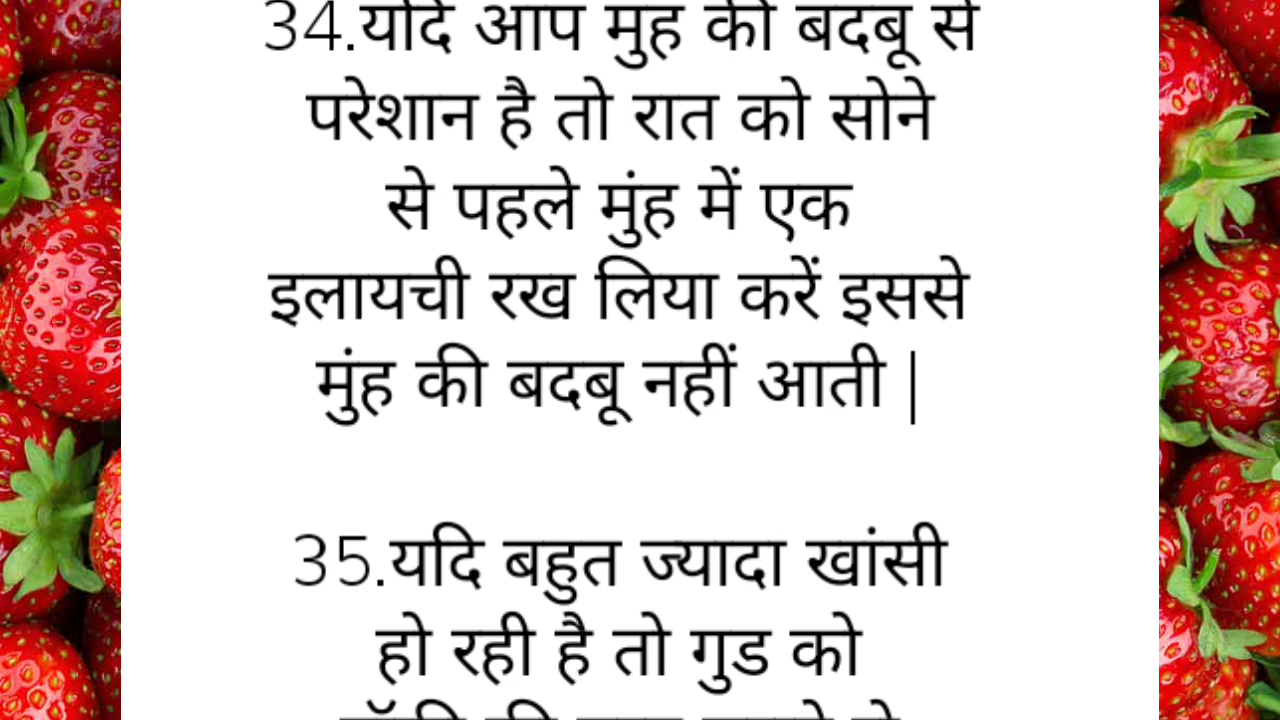 34.यदि आप मुंह की बदबू से
परेशान है तो रात को सोने
से पहले मुंह में एक
इलायची रख लिया करें इससे
मुंह की बदबू नहीं आती |
35.यदि बहुत ज्यादा खांसी
हो रही है तो गुड को